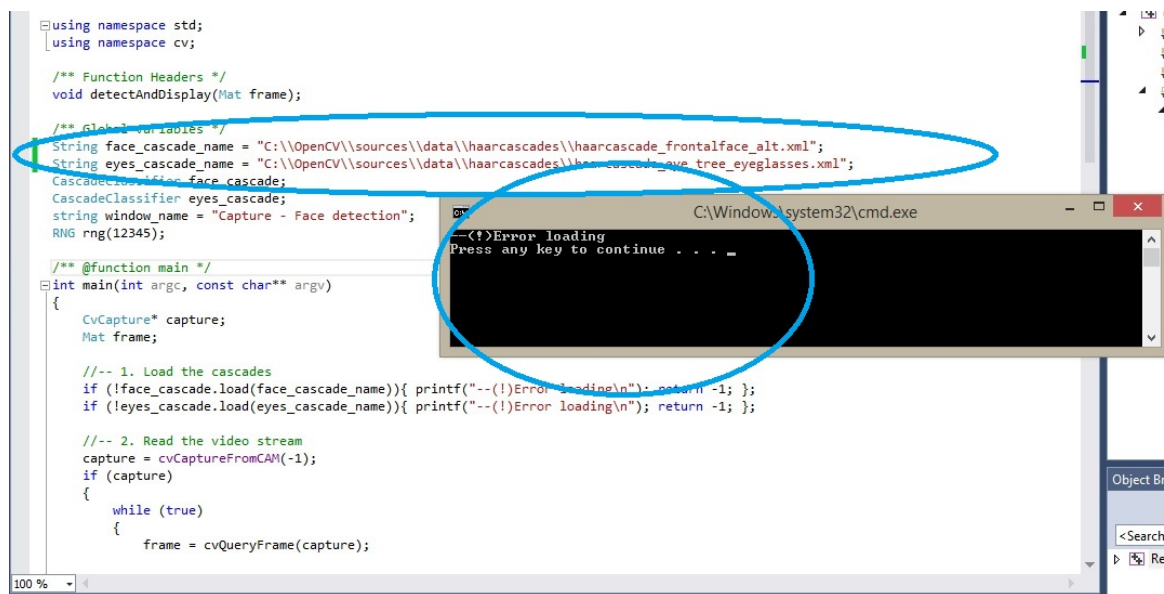 using namespace std;
using namespace cv;
/** Function Headers */
void detectAndDisplay(Mat frame);
/** Global variables */
String face_cascade_name = "C:\\OpenCV\\sources\\data\\haarcascades\\haarcascade_frontalface_alt.xml";
String eyes_cascade_name = "C:\\OpenCV\\sources\\data\\haarcascades\\haarcascade_eye_tree_eyeglasses.xml";
CascadeClassifier face_cascade;
CascadeClassifier eyes_cascade;
string window_name = "Capture - Face detection";
RNG rng(12345);
/** @function main */
int main(int argc, const char** argv)
{
CvCapture* capture;
Mat frame;
//-- 1. Load the cascades
if (!face_cascade.load(face_cascade_name)){ printf("--(!)Error loading\n"); return -1; };
if (!eyes_cascade.load(eyes_cascade_name)){ printf("--(!)Error loading\n"); return -1; };
//-- 2. Read the video stream
capture = cvCaptureFromCAM(-1);
if (capture)
{
while (true)
{
frame = cvQueryFrame(capture);
100 %
C:\Windows\system32\cmd.exe
--(!)Error loading
Press any key to continue . . . _
Object Br
<Search
Re